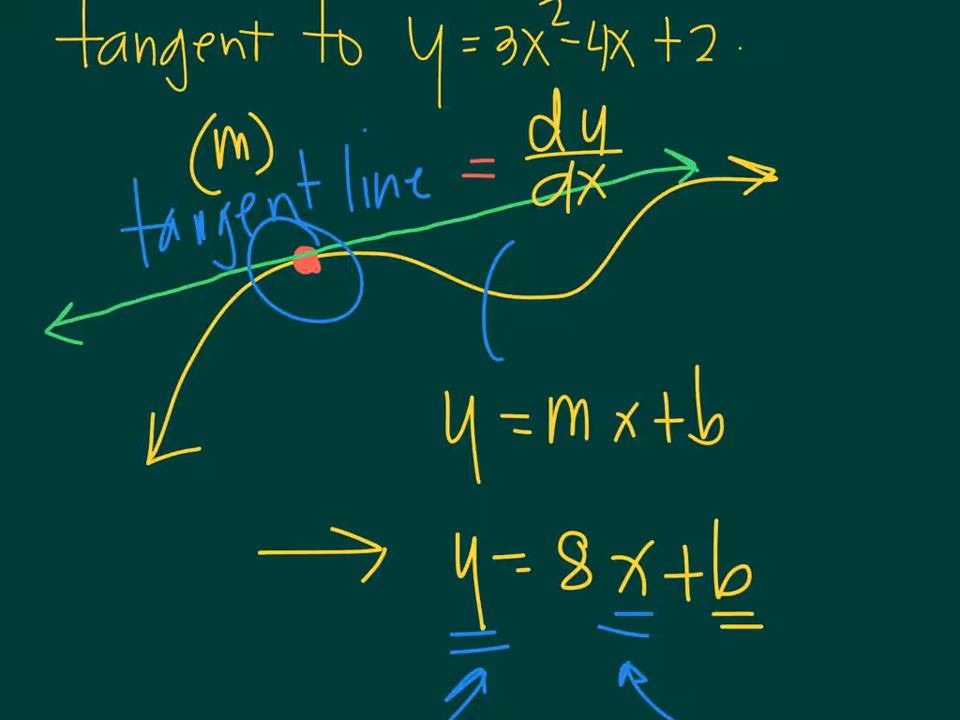 tangent to y = 3x²-4x+2.
(m)
tangent line = dy/dx
y = mx+b
→ y = 8x+b